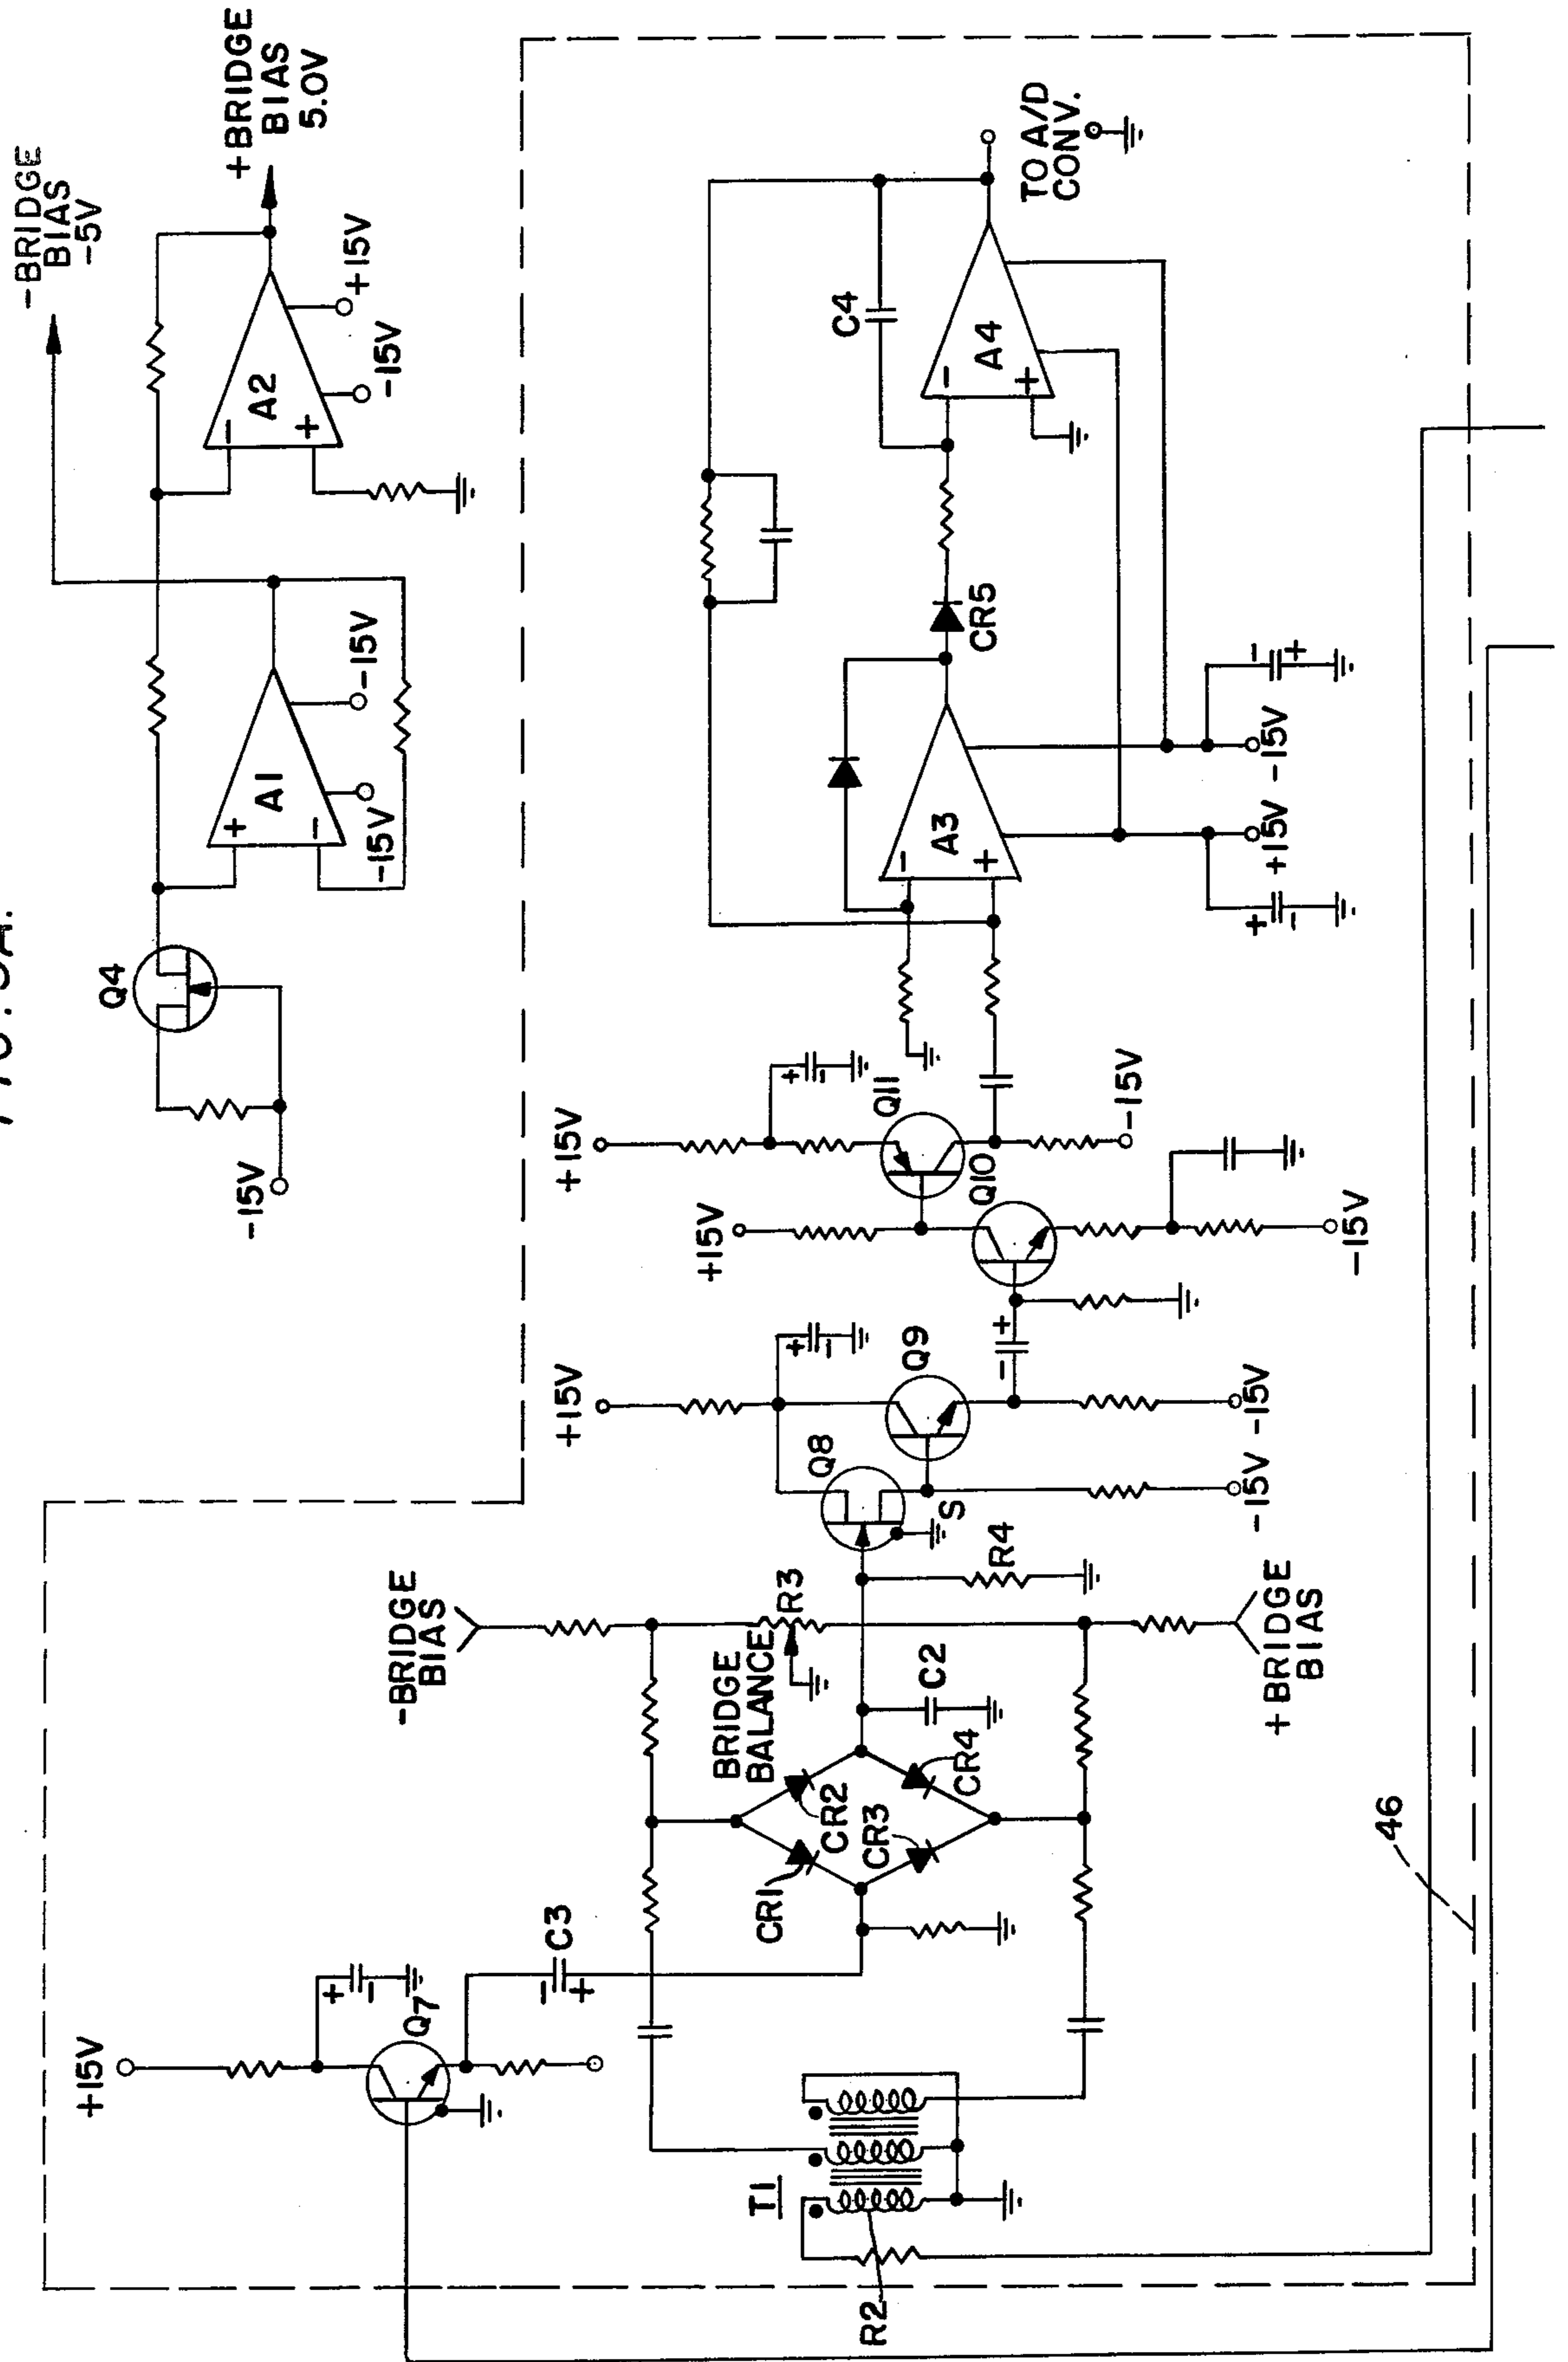 -BRIDGE
BIAS
-5V
+BRIDGE
BIAS
5.0V
Q4
-15V
A1
+
-
-15V
-15V
A2
-
+
-15V
+15V
+15V
+
-
Q7
-
+
C3
T1
R2
CR1
CR2
CR3
CR4
C2
BRIDGE
BALANCE
R3
R4
-BRIDGE
BIAS
+BRIDGE
BIAS
Q8
S
-15V
+15V
+
-
Q9
-15V
-
+
+15V
Q10
-15V
+15V
+
-
Q11
-15V
A3
-
+
+15V
+
-
-15V
-
+
CR5
C4
A4
-
+
TO A/D
CONV.
46